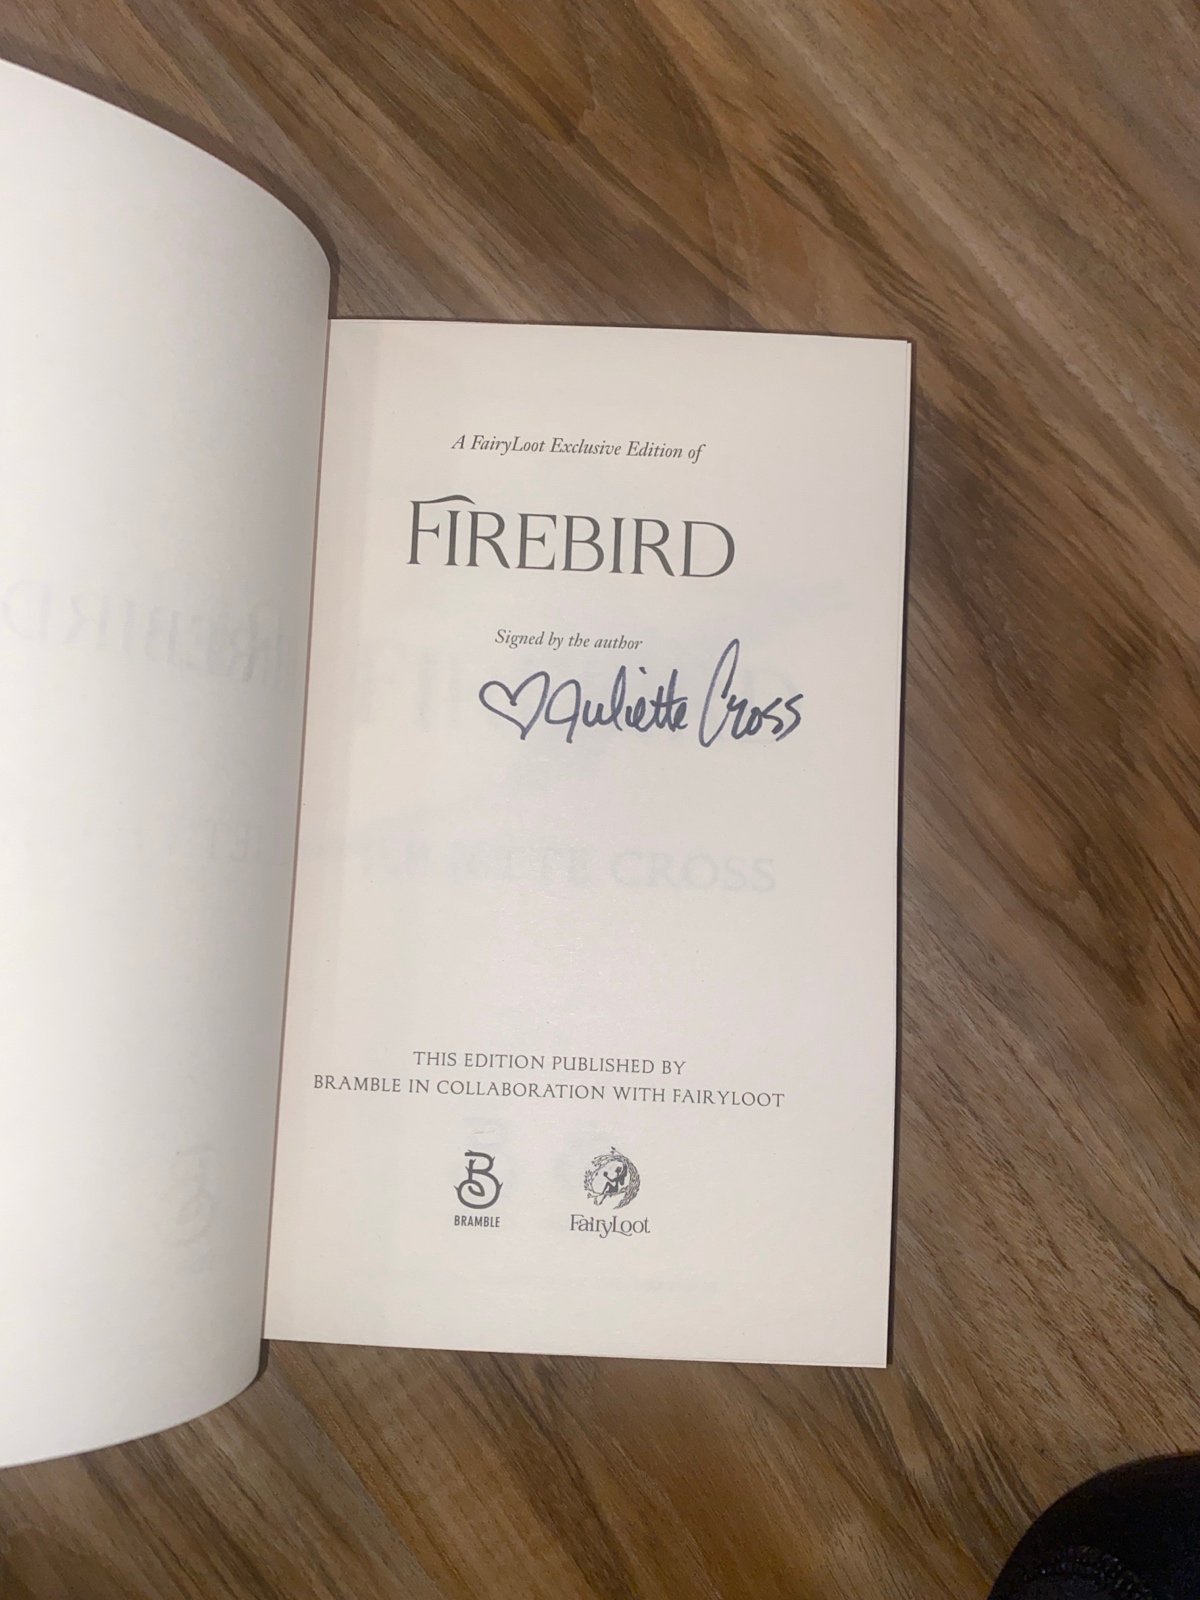 A FairyLoot Exclusive Edition of
FIREBIRD
Signed by the author
♡Juliette Cross
CROSS
THIS EDITION PUBLISHED BY
BRAMBLE IN COLLABORATION WITH FAIRYLOOT
B
BRAMBLE
FairyLoot